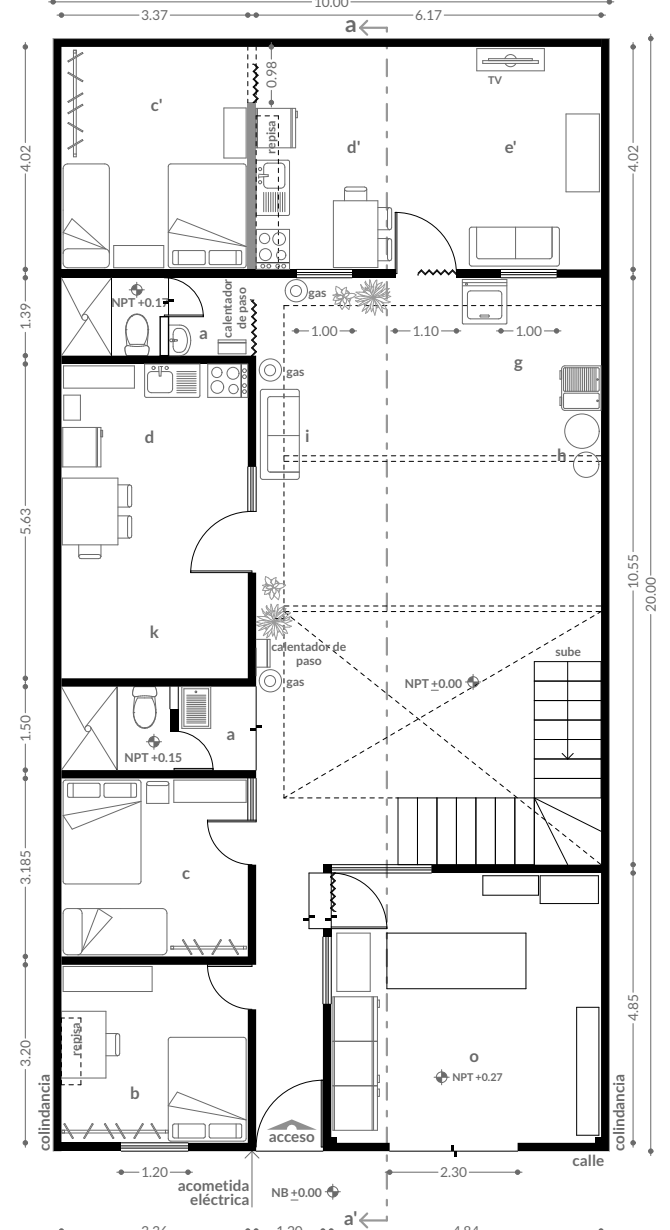 10.00
3.37
6.17
a
4.02
c'
0.98
repisa
d'
TV
e'
4.02
1.39
NPT +0.15
a
calentador
de paso
gas
1.00
1.10
1.00
g
gas
i
d
h
5.63
k
10.55
20.00
calentador de
paso
gas
NPT +0.00
sube
1.50
a
NPT +0.15
3.185
c
4.85
3.20
repisa
b
o
NPT +0.27
colindancia
acceso
colindancia
calle
1.20
2.30
acometida
eléctrica
NB +0.00
a'
4.84